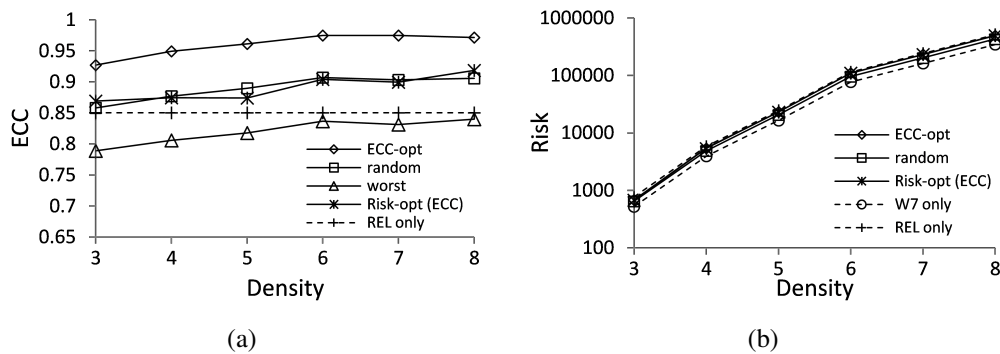 1
0.95
0.9
0.85
0.8
0.75
0.7
0.65
ECC
3 4 5 6 7 8
Density
ECC-opt
random
worst
Risk-opt (ECC)
REL only
(a)
1000000
100000
10000
1000
100
Risk
3 4 5 6 7 8
Density
ECC-opt
random
Risk-opt (ECC)
W7 only
REL only
(b)